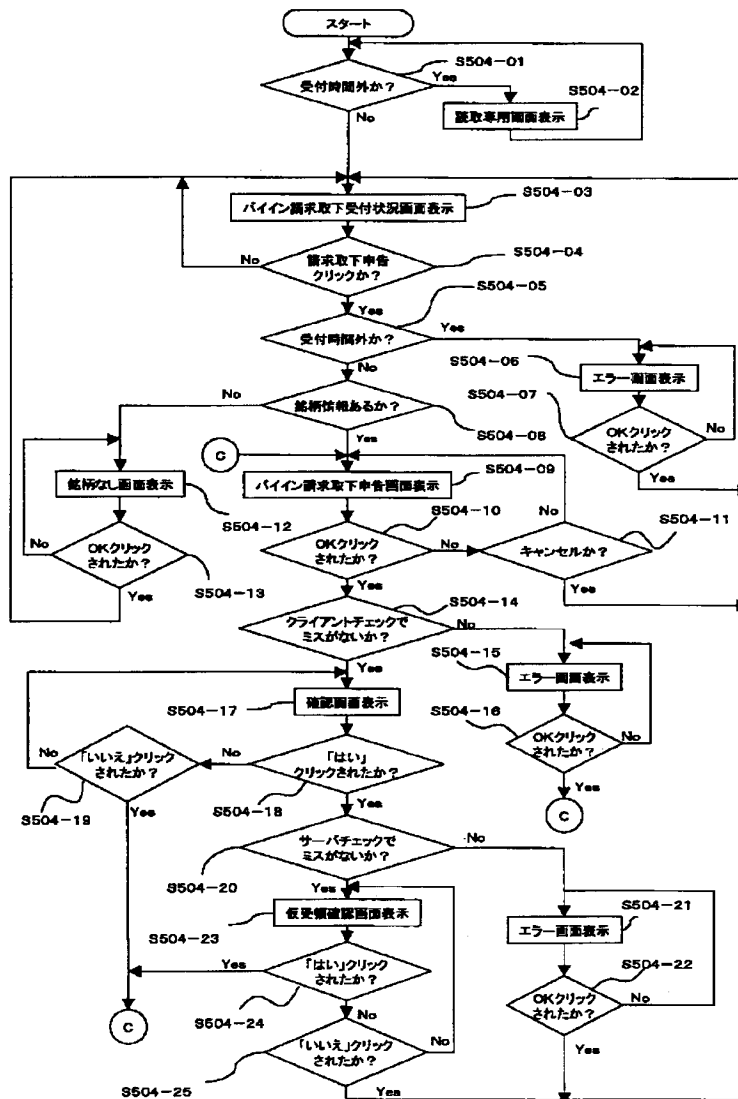 スタート
S504-01
受付時間外か？
Yes
S504-02
読取専用画面表示
No
S504-03
バイイン請求取下受付状況画面表示
S504-04
請求取下申告
クリックか？
No
Yes
S504-05
受付時間外か？
Yes
No
S504-06
エラー画面表示
S504-07
OKクリック
されたか？
No
Yes
銘柄情報あるか？
No
S504-08
Yes
G
S504-09
銘柄なし画面表示
バイイン請求取下申告画面表示
S504-12
S504-10
No
S504-11
OKクリック
されたか？
No
S504-13
Yes
OKクリック
されたか？
No
キャンセルか？
Yes
Yes
S504-14
クライアントチェックで
ミスがないか？
No
Yes
S504-15
エラー画面表示
S504-17
確認画面表示
S504-16
OKクリック
されたか？
No
Yes
C
「いいえ」クリック
されたか？
No
S504-19
Yes
No
「はい」
クリックされたか？
S504-18
Yes
サーバチェックで
ミスがないか？
No
S504-20
Yes
S504-21
仮受領確認画面表示
エラー画面表示
S504-23
S504-22
Yes
「はい」クリック
されたか？
OKクリック
されたか？
No
C
S504-24
No
Yes
「いいえ」クリック
されたか？
No
S504-25
Yes